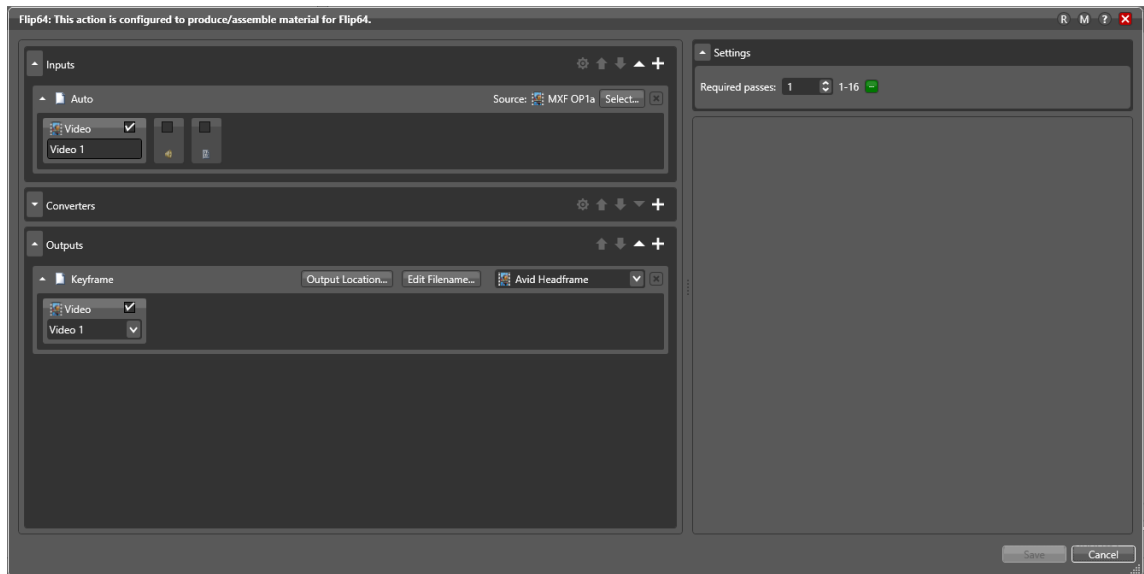 Flip64: This action is configured to produce/assemble material for Flip64.
R M ?
Inputs
Auto
Source: MXF OP1a Select...
Video
Video 1
Converters
Outputs
Keyframe
Output Location... Edit Filename... Avid Headframe
Video
Video 1
Settings
Required passes: 1 1-16
Save Cancel